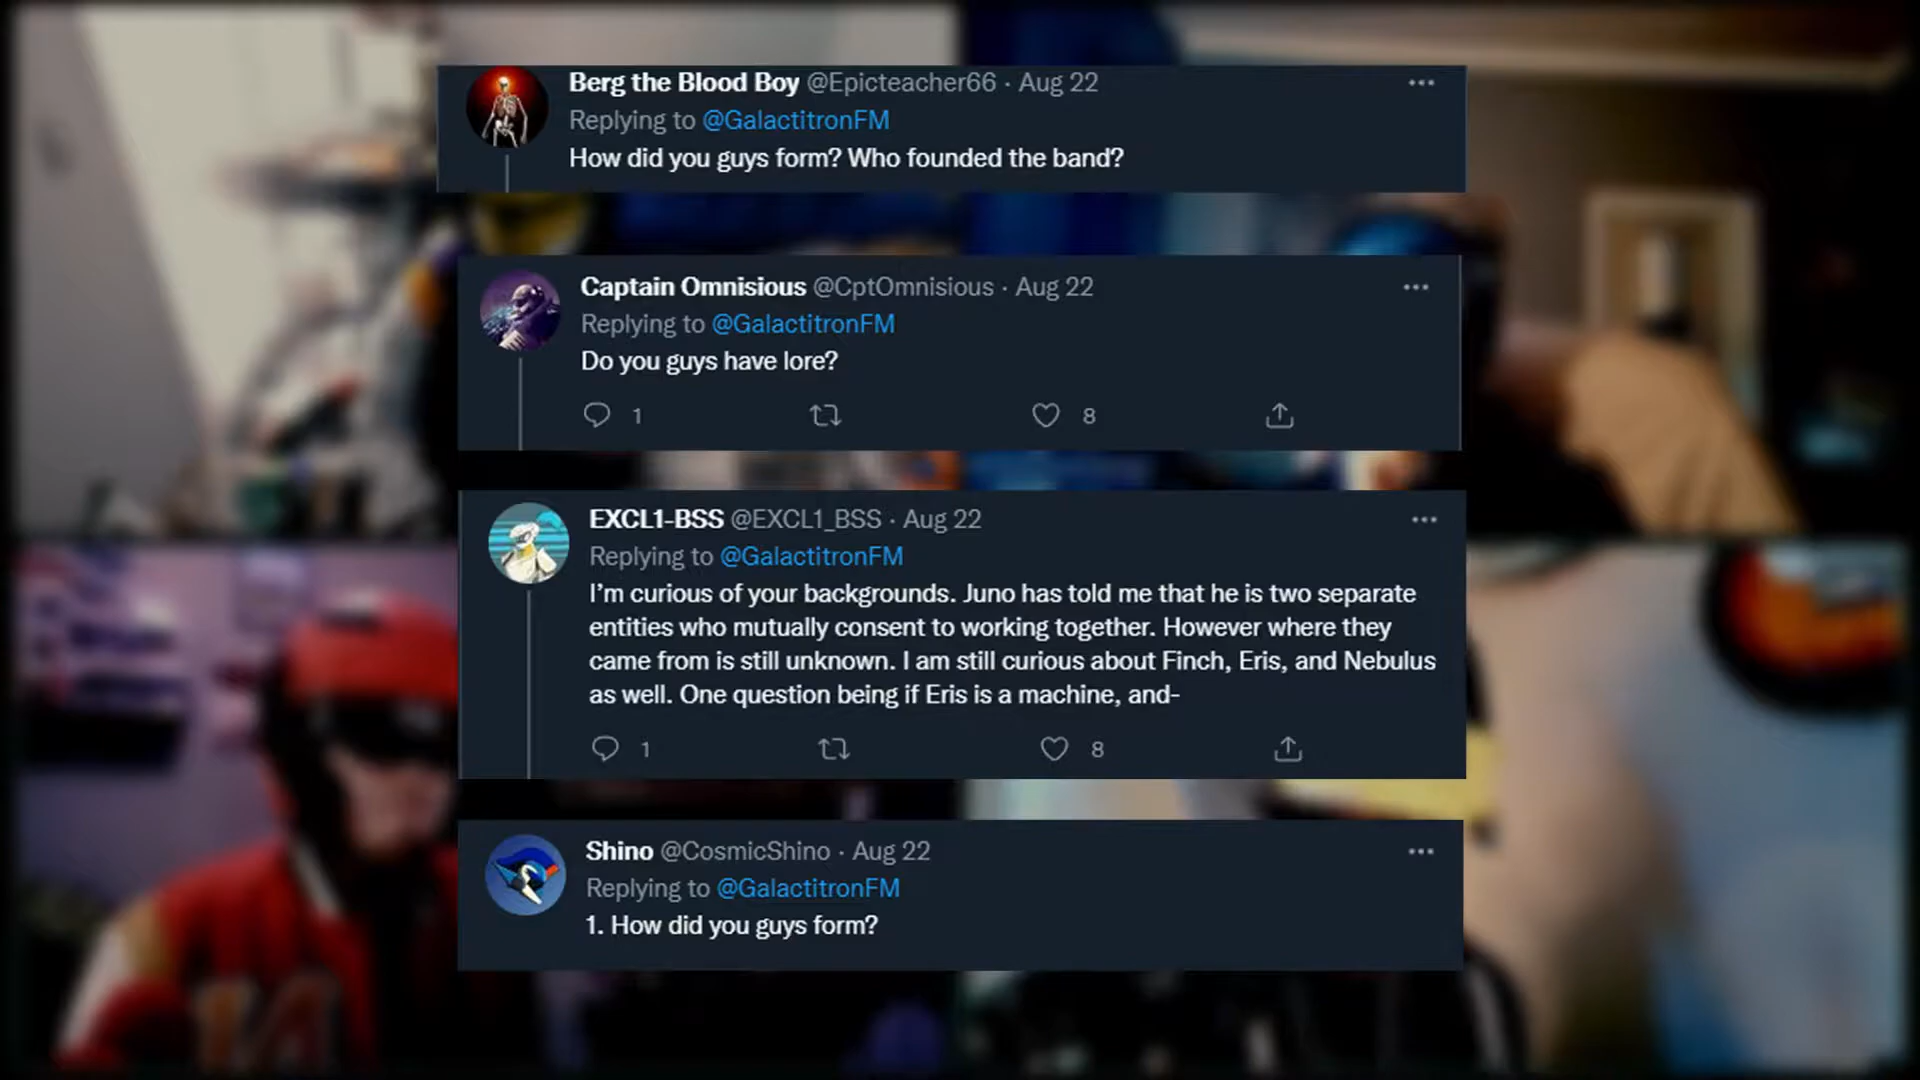 Berg the Blood Boy @Epicteacher66 · Aug 22
Replying to @GalactitronFM
How did you guys form? Who founded the band?
Captain Omnisious @CptOmnisious · Aug 22
Replying to @GalactitronFM
Do you guys have lore?
1 8
EXCL1-BSS @EXCL1_BSS · Aug 22
Replying to @GalactitronFM
I’m curious of your backgrounds. Juno has told me that he is two separate
entities who mutually consent to working together. However where they
came from is still unknown. I am still curious about Finch, Eris, and Nebulus
as well. One question being if Eris is a machine, and-
1 8
Shino @CosmicShino · Aug 22
Replying to @GalactitronFM
1. How did you guys form?